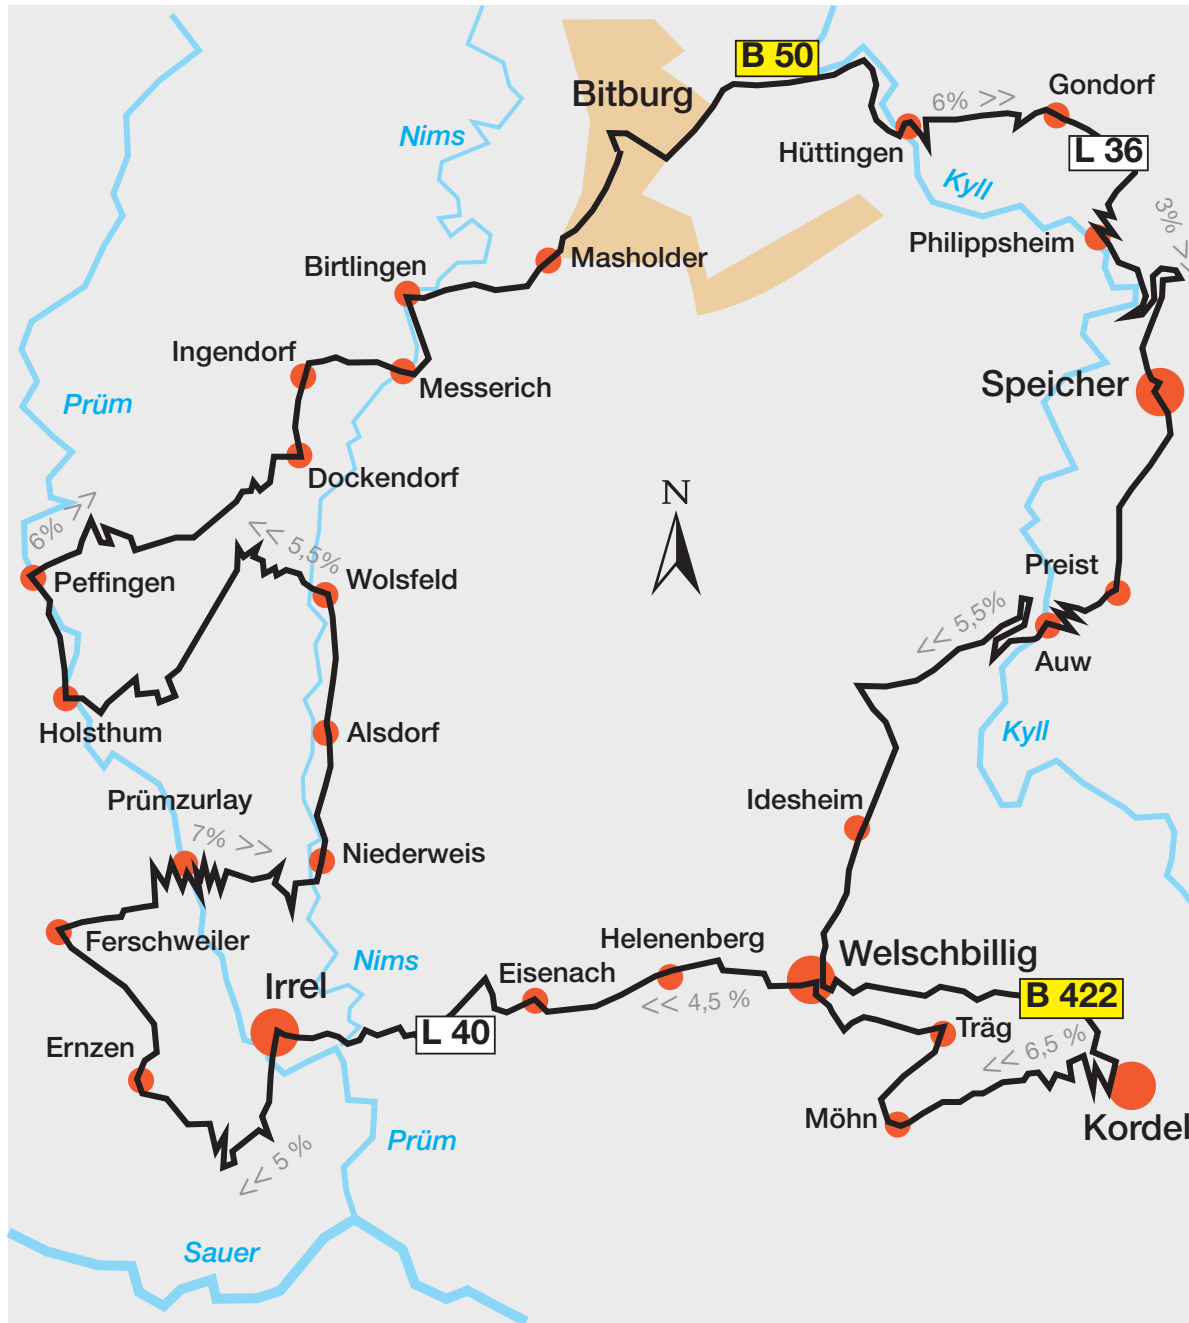 B 50
Gondorf
Bitburg
6% >>
Nims
Hüttingen
L 36
Kyll
3% >>
Philippsheim
Masholder
Birtlingen
Ingendorf
Speicher
Messerich
Prüm
Dockendorf
N
6% >>
<< 5,5%
Wolsfeld
Peffingen
Preist
<< 5,5%
Auw
Holsthum
Alsdorf
Kyll
Prümzurlay
Idesheim
7% >>
Niederweis
Ferschweiler
Helenenberg
Welschbillig
Nims
Eisenach
Irrel
<< 4,5 %
B 422
L 40
Träg
Ernzen
<< 6,5 %
Möhn
Kordel
Prüm
<< 5 %
Sauer